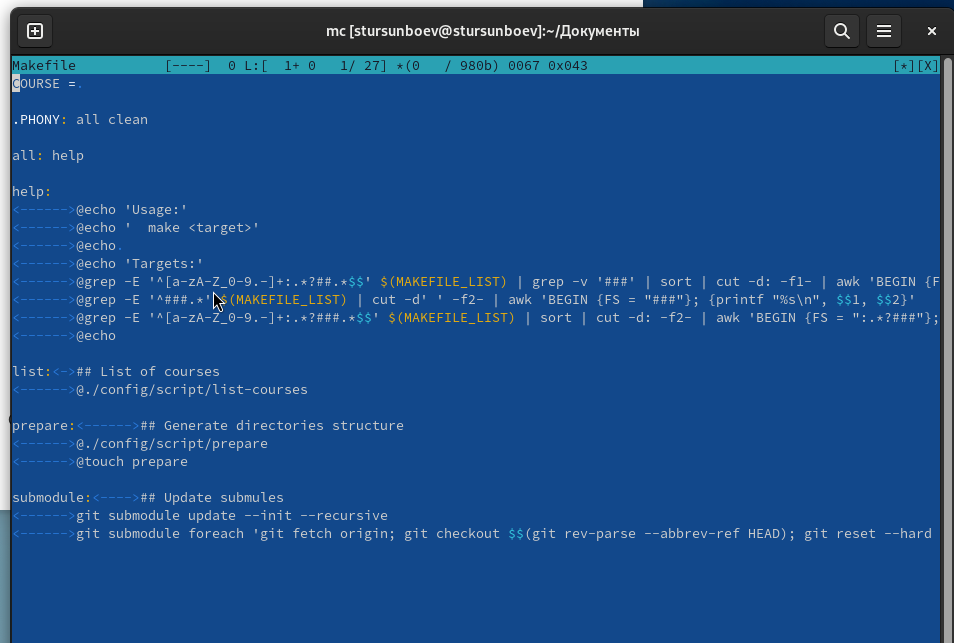 mc [stursunboev@stursunboev]:~/Документы
Makefile [----] 0 L:[ 1+ 0 1/ 27] *(0 / 980b) 0067 0x043 [*][X]
COURSE =.
.PHONY: all clean
all: help
help:
<------>@echo 'Usage:'
<------>@echo '  make <target>'
<------>@echo.
<------>@echo 'Targets:'
<------>@grep -E '^[a-zA-Z_0-9.-]+:.*?##.*$$' $(MAKEFILE_LIST) | grep -v '###' | sort | cut -d: -f1- | awk 'BEGIN {F
<------>@grep -E '^###.*' $(MAKEFILE_LIST) | cut -d' ' -f2- | awk 'BEGIN {FS = "###"}; {printf "%s\n", $$1, $$2}'
<------>@grep -E '^[a-zA-Z_0-9.-]+:.*?###.*$$' $(MAKEFILE_LIST) | sort | cut -d: -f2- | awk 'BEGIN {FS = ":.*?###"};
<------>@echo
list:<->## List of courses
<------>@./config/script/list-courses
prepare:<------>## Generate directories structure
<------>@./config/script/prepare
<------>@touch prepare
submodule:<---->## Update submules
<------>git submodule update --init --recursive
<------>git submodule foreach 'git fetch origin; git checkout $$(git rev-parse --abbrev-ref HEAD); git reset --hard